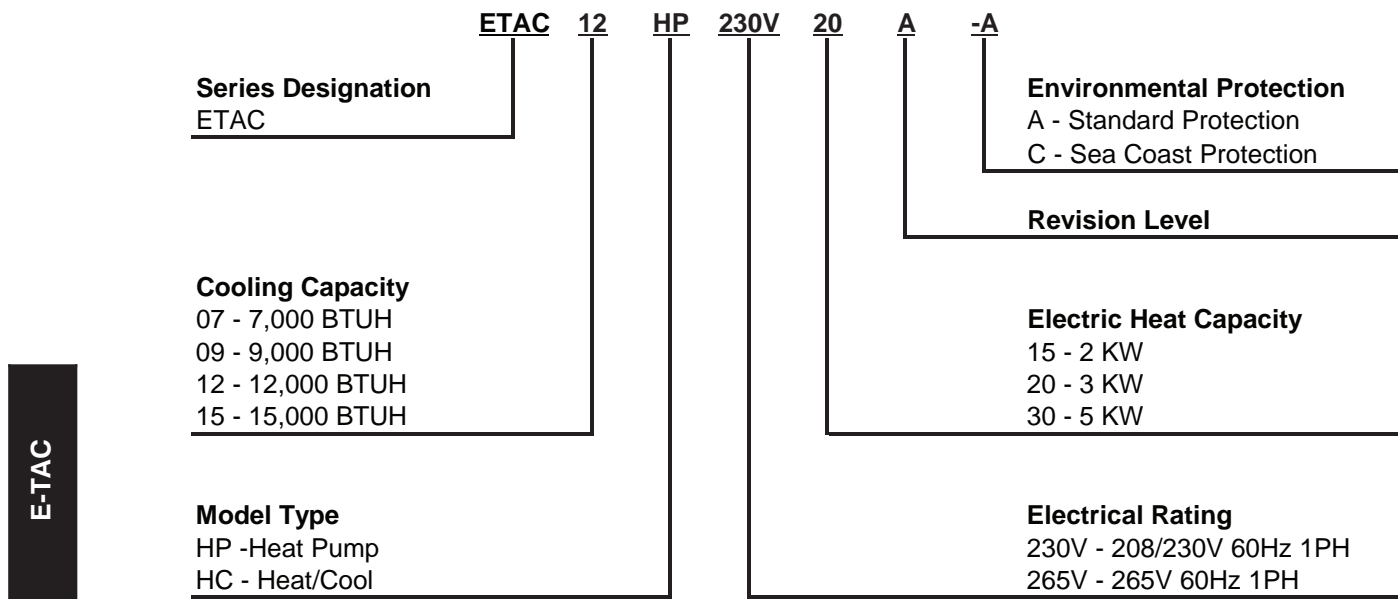 ETAC 12 HP 230V 20 A -A
Series Designation
ETAC
Cooling Capacity
07 - 7,000 BTUH
09 - 9,000 BTUH
12 - 12,000 BTUH
15 - 15,000 BTUH
Model Type
HP -Heat Pump
HC - Heat/Cool
Environmental Protection
A - Standard Protection
C - Sea Coast Protection
Revision Level
Electric Heat Capacity
15 - 2 KW
20 - 3 KW
30 - 5 KW
Electrical Rating
230V - 208/230V 60Hz 1PH
265V - 265V 60Hz 1PH
E-TAC